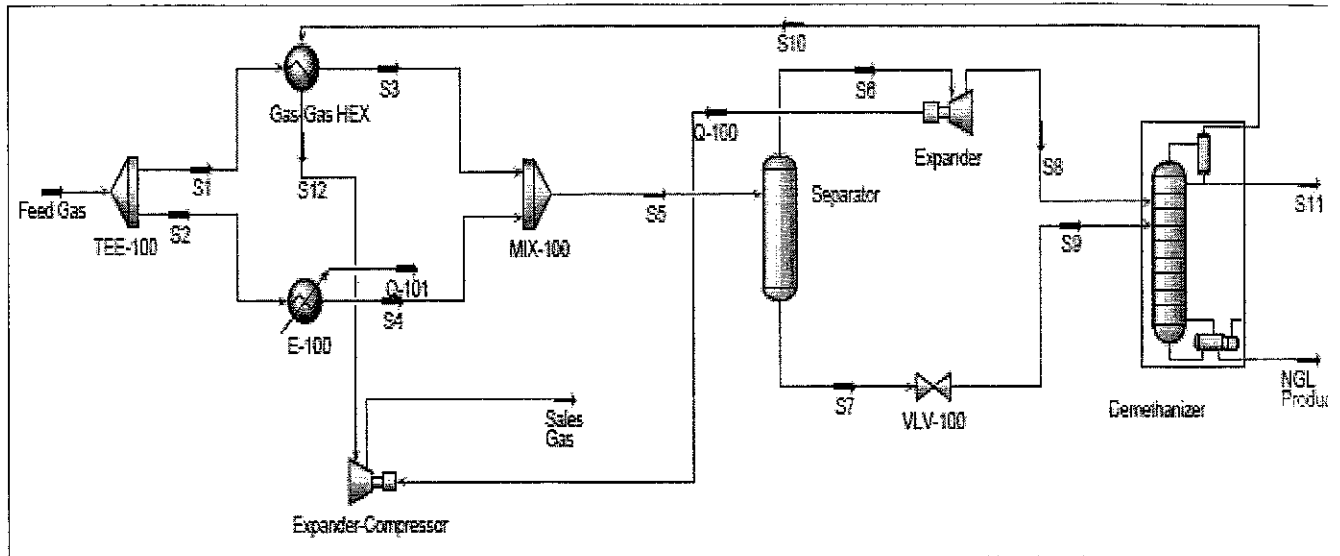 S10
S3
S6
Gas-Gas HEX
Q-100
Expander
S8
S1
S12
Separator
Feed Gas
S5
S11
TEE-100
S2
MIX-100
S9
Q-101
S4
E-100
S7
VLV-100
Demethanizer
NGL
Produc
Sales
Gas
Expander-Compressor